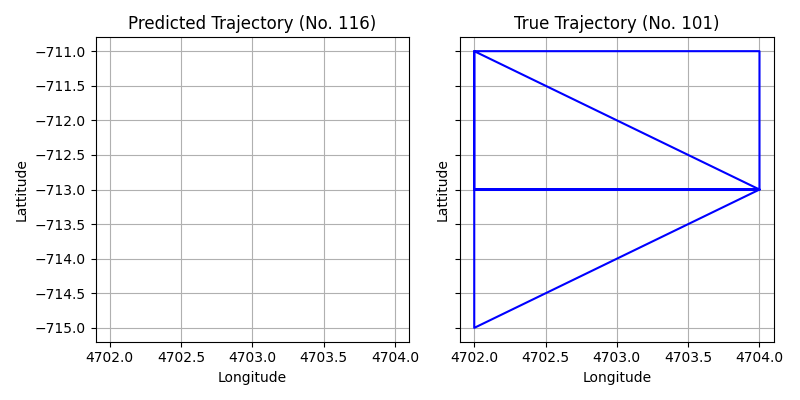 Predicted Trajectory (No. 116)
True Trajectory (No. 101)
−711.0
−711.5
−712.0
−712.5
−713.0
−713.5
−714.0
−714.5
−715.0
Lattitude
Lattitude
4702.0 4702.5 4703.0 4703.5 4704.0
4702.0 4702.5 4703.0 4703.5 4704.0
Longitude
Longitude